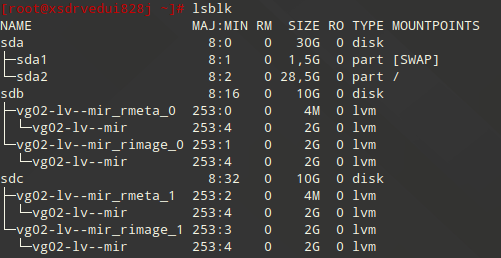 [root@xsdrvedui828j ~]# lsblk
NAME MAJ:MIN RM SIZE RO TYPE MOUNTPOINTS
sda 8:0 0 30G 0 disk
├─sda1 8:1 0 1,5G 0 part [SWAP]
└─sda2 8:2 0 28,5G 0 part /
sdb 8:16 0 10G 0 disk
├─vg02-lv--mir_rmeta_0 253:0 0 4M 0 lvm
│ └─vg02-lv--mir 253:4 0 2G 0 lvm
└─vg02-lv--mir_rimage_0 253:1 0 2G 0 lvm
  └─vg02-lv--mir 253:4 0 2G 0 lvm
sdc 8:32 0 10G 0 disk
├─vg02-lv--mir_rmeta_1 253:2 0 4M 0 lvm
│ └─vg02-lv--mir 253:4 0 2G 0 lvm
└─vg02-lv--mir_rimage_1 253:3 0 2G 0 lvm
  └─vg02-lv--mir 253:4 0 2G 0 lvm